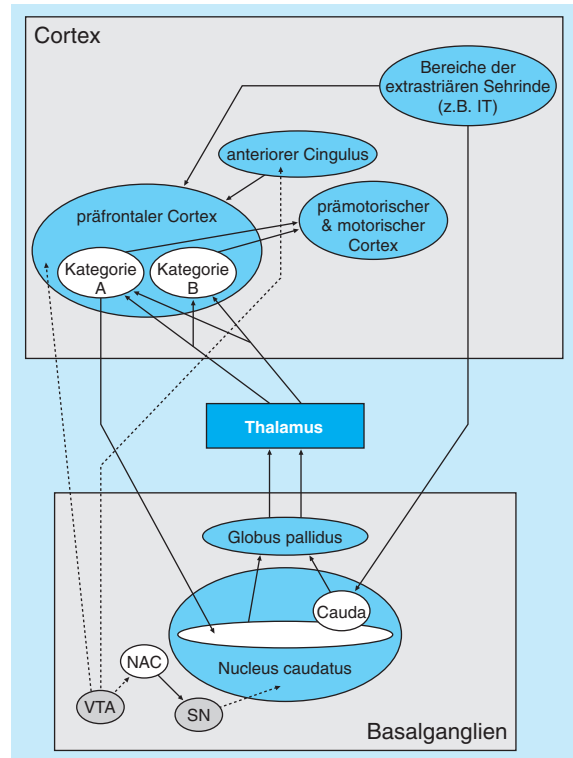 Cortex
Bereiche der
extrastriären Sehrinde
(z.B. IT)
anteriorer Cingulus
präfrontaler Cortex
prämotorischer
& motorischer
Cortex
Kategorie
A
Kategorie
B
Thalamus
Globus pallidus
Cauda
Nucleus caudatus
NAC
VTA
SN
Basalganglien